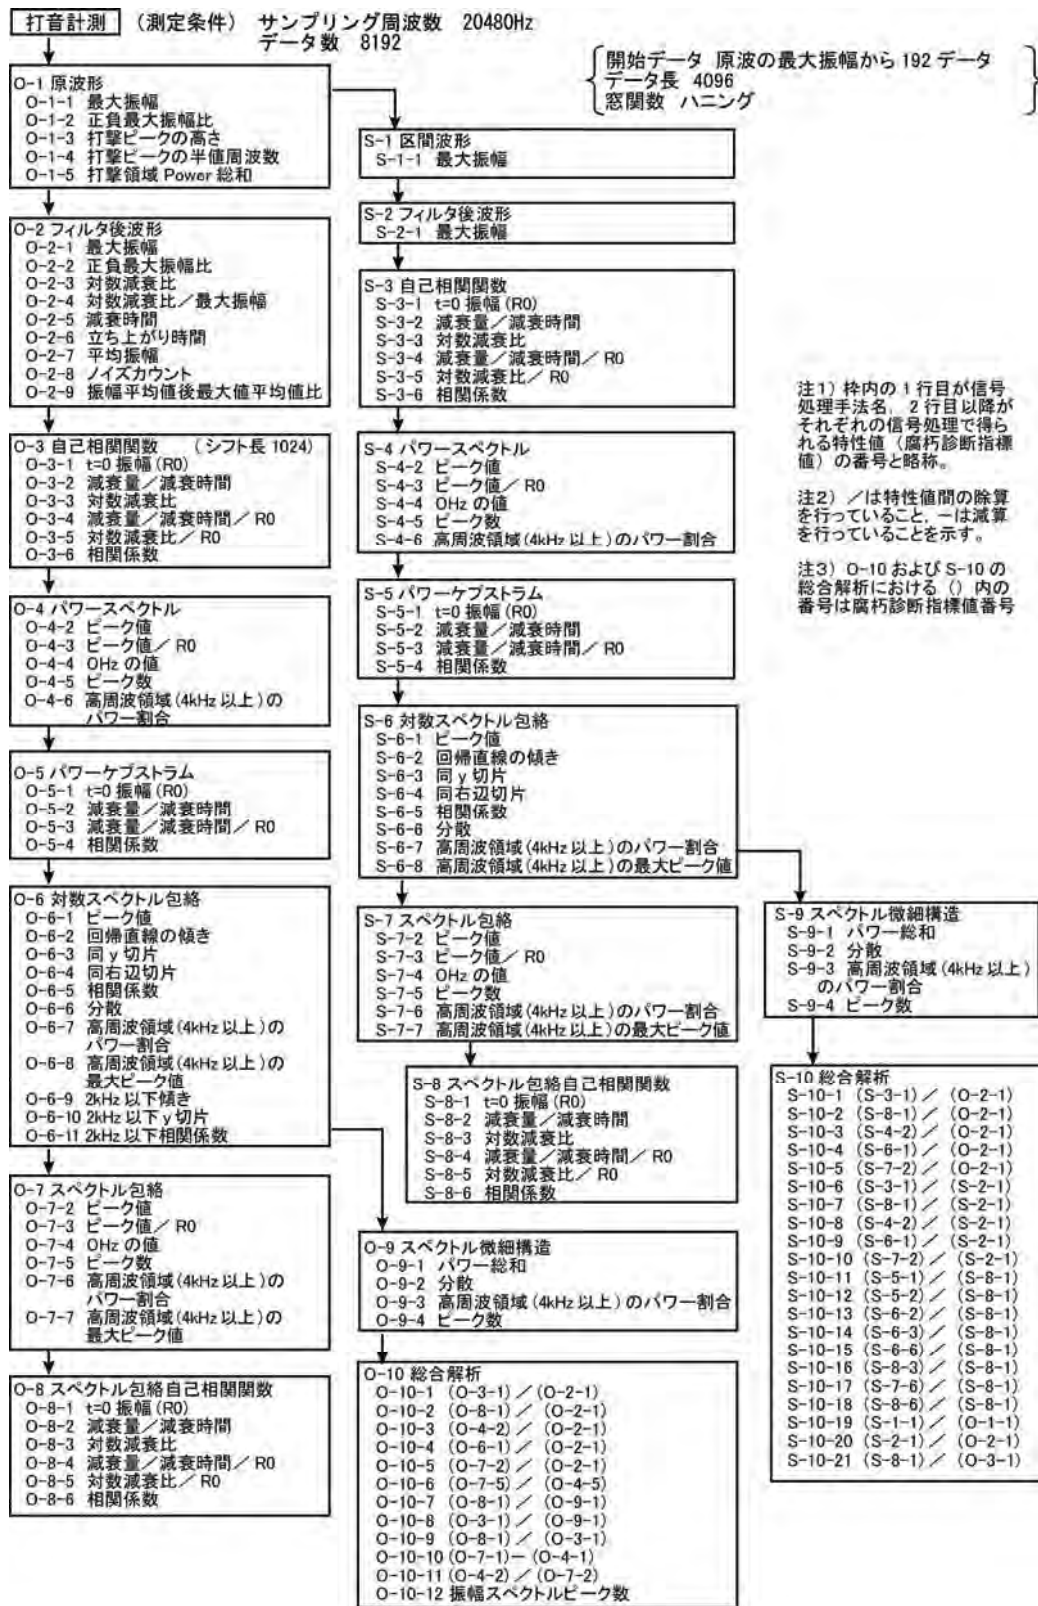 打音計測 (測定条件) サンプリング周波数 20480Hz
データ数 8192
開始データ 原波の最大振幅から 192 データ
データ長 4096
窓関数 ハニング
O-1 原波形
O-1-1 最大振幅
O-1-2 正負最大振幅比
O-1-3 打撃ピークの高さ
O-1-4 打撃ピークの半値周波数
O-1-5 打撃領域 Power 総和
O-2 フィルタ後波形
O-2-1 最大振幅
O-2-2 正負最大振幅比
O-2-3 対数減衰比
O-2-4 対数減衰比／最大振幅
O-2-5 減衰時間
O-2-6 立ち上がり時間
O-2-7 平均振幅
O-2-8 ノイズカウント
O-2-9 振幅平均値後最大値平均値比
O-3 自己相関関数 (シフト長 1024)
O-3-1 t=0 振幅(R0)
O-3-2 減衰量／減衰時間
O-3-3 対数減衰比
O-3-4 減衰量／減衰時間／R0
O-3-5 対数減衰比／R0
O-3-6 相関係数
O-4 パワースペクトル
O-4-2 ピーク値
O-4-3 ピーク値／R0
O-4-4 0Hz の値
O-4-5 ピーク数
O-4-6 高周波領域(4kHz 以上)の
パワー割合
O-5 パワーケプストラム
O-5-1 t=0 振幅(R0)
O-5-2 減衰量／減衰時間
O-5-3 減衰量／減衰時間／R0
O-5-4 相関係数
O-6 対数スペクトル包絡
O-6-1 ピーク値
O-6-2 回帰直線の傾き
O-6-3 同 y 切片
O-6-4 同右辺切片
O-6-5 相関係数
O-6-6 分散
O-6-7 高周波領域(4kHz 以上)の
パワー割合
O-6-8 高周波領域(4kHz 以上)の
最大ピーク値
O-6-9 2kHz 以下傾き
O-6-10 2kHz 以下 y 切片
O-6-11 2kHz 以下相関係数
O-7 スペクトル包絡
O-7-2 ピーク値
O-7-3 ピーク値／R0
O-7-4 0Hz の値
O-7-5 ピーク数
O-7-6 高周波領域(4kHz 以上)の
パワー割合
O-7-7 高周波領域(4kHz 以上)の
最大ピーク値
O-8 スペクトル包絡自己相関関数
O-8-1 t=0 振幅(R0)
O-8-2 減衰量／減衰時間
O-8-3 対数減衰比
O-8-4 減衰量／減衰時間／R0
O-8-5 対数減衰比／R0
O-8-6 相関係数
S-1 区間波形
S-1-1 最大振幅
S-2 フィルタ後波形
S-2-1 最大振幅
S-3 自己相関関数
S-3-1 t=0 振幅(R0)
S-3-2 減衰量／減衰時間
S-3-3 対数減衰比
S-3-4 減衰量／減衰時間／R0
S-3-5 対数減衰比／R0
S-3-6 相関係数
S-4 パワースペクトル
S-4-2 ピーク値
S-4-3 ピーク値／R0
S-4-4 0Hz の値
S-4-5 ピーク数
S-4-6 高周波領域(4kHz 以上)のパワー割合
S-5 パワーケプストラム
S-5-1 t=0 振幅(R0)
S-5-2 減衰量／減衰時間
S-5-3 減衰量／減衰時間／R0
S-5-4 相関係数
S-6 対数スペクトル包絡
S-6-1 ピーク値
S-6-2 回帰直線の傾き
S-6-3 同 y 切片
S-6-4 同右辺切片
S-6-5 相関係数
S-6-6 分散
S-6-7 高周波領域(4kHz 以上)のパワー割合
S-6-8 高周波領域(4kHz 以上)の最大ピーク値
S-7 スペクトル包絡
S-7-2 ピーク値
S-7-3 ピーク値／R0
S-7-4 0Hz の値
S-7-5 ピーク数
S-7-6 高周波領域(4kHz 以上)のパワー割合
S-7-7 高周波領域(4kHz 以上)の最大ピーク値
S-8 スペクトル包絡自己相関関数
S-8-1 t=0 振幅(R0)
S-8-2 減衰量／減衰時間
S-8-3 対数減衰比
S-8-4 減衰量／減衰時間／R0
S-8-5 対数減衰比／R0
S-8-6 相関係数
O-9 スペクトル微細構造
O-9-1 パワー総和
O-9-2 分散
O-9-3 高周波領域(4kHz 以上)のパワー割合
O-9-4 ピーク数
O-10 総合解析
O-10-1 (O-3-1)／(O-2-1)
O-10-2 (O-8-1)／(O-2-1)
O-10-3 (O-4-2)／(O-2-1)
O-10-4 (O-6-1)／(O-2-1)
O-10-5 (O-7-2)／(O-2-1)
O-10-6 (O-7-5)／(O-4-5)
O-10-7 (O-8-1)／(O-9-1)
O-10-8 (O-3-1)／(O-9-1)
O-10-9 (O-8-1)／(O-3-1)
O-10-10 (O-7-1)－(O-4-1)
O-10-11 (O-4-2)／(O-7-2)
O-10-12 振幅スペクトルピーク数
注1) 枠内の 1 行目が信号
処理手法名，2 行目以降が
それぞれの信号処理で得ら
れる特性値（腐朽診断指標
値）の番号と略称。
注2) ／は特性値間の除算
を行っていること，－は減算
を行っていることを示す。
注3) O-10 および S-10 の
総合解析における（）内の
番号は腐朽診断指標値番号
S-9 スペクトル微細構造
S-9-1 パワー総和
S-9-2 分散
S-9-3 高周波領域(4kHz 以上)
のパワー割合
S-9-4 ピーク数
S-10 総合解析
S-10-1 (S-3-1)／(O-2-1)
S-10-2 (S-8-1)／(O-2-1)
S-10-3 (S-4-2)／(O-2-1)
S-10-4 (S-6-1)／(O-2-1)
S-10-5 (S-7-2)／(O-2-1)
S-10-6 (S-3-1)／(S-2-1)
S-10-7 (S-8-1)／(S-2-1)
S-10-8 (S-4-2)／(S-2-1)
S-10-9 (S-6-1)／(S-2-1)
S-10-10 (S-7-2)／(S-2-1)
S-10-11 (S-5-1)／(S-8-1)
S-10-12 (S-5-2)／(S-8-1)
S-10-13 (S-6-2)／(S-8-1)
S-10-14 (S-6-3)／(S-8-1)
S-10-15 (S-6-6)／(S-8-1)
S-10-16 (S-8-3)／(S-8-1)
S-10-17 (S-7-6)／(S-8-1)
S-10-18 (S-8-6)／(S-8-1)
S-10-19 (S-1-1)／(O-1-1)
S-10-20 (S-2-1)／(O-2-1)
S-10-21 (S-8-1)／(O-3-1)